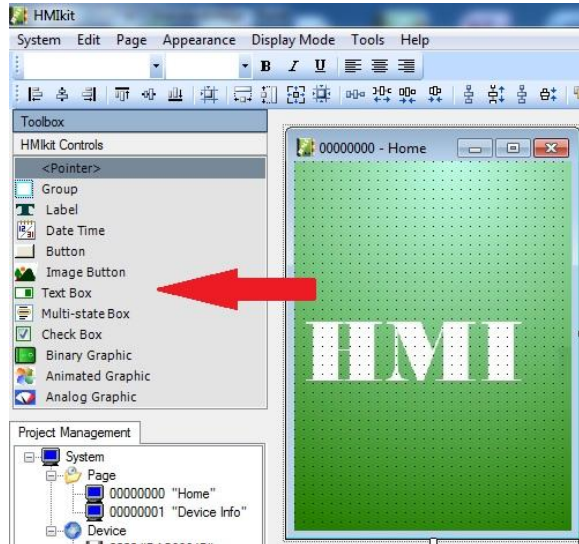 HMIkit
System Edit Page Appearance Display Mode Tools Help
B I U
Toolbox
HMIkit Controls
<Pointer>
Group
Label
Date Time
Button
Image Button
Text Box
Multi-state Box
Check Box
Binary Graphic
Animated Graphic
Analog Graphic
Project Management
System
Page
00000000 "Home"
00000001 "Device Info"
Device
00000000 - Home
HMI